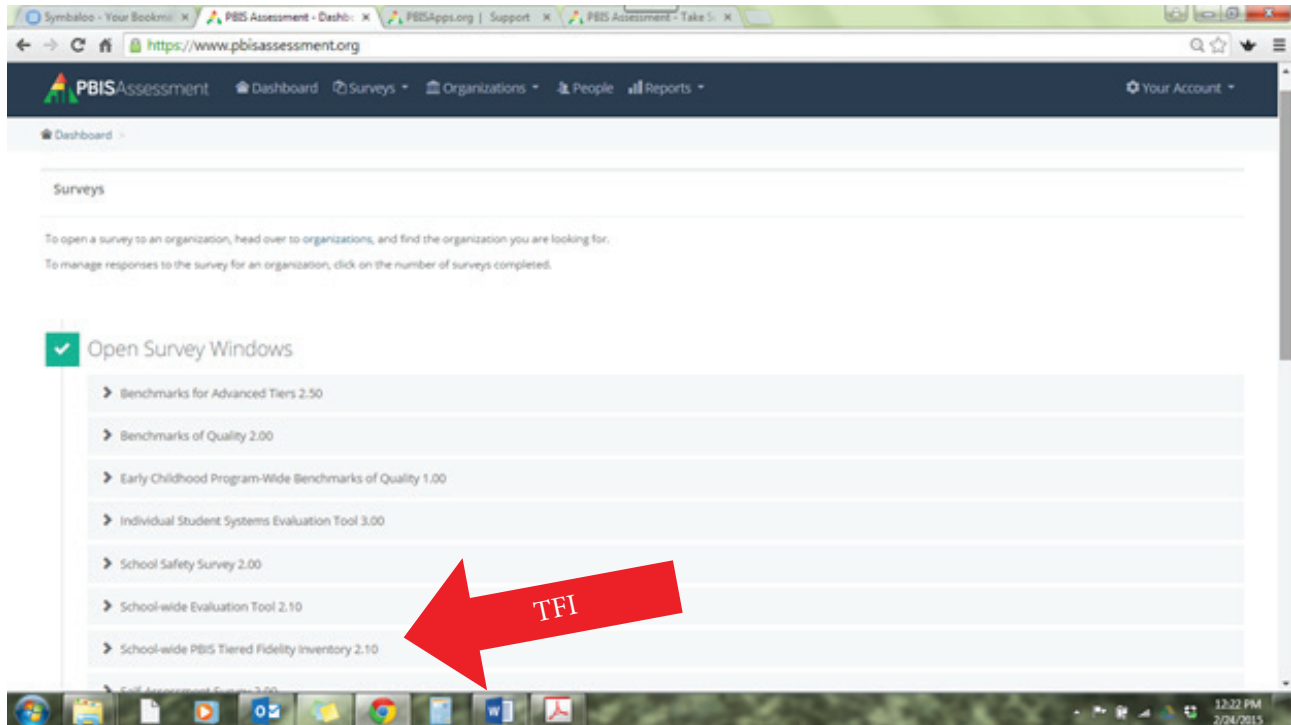 Symbaloo - Your Bookm
PBIS Assessment - Dashb
PBISApps.org | Support
PBIS Assessment - Take S
https://www.pbisassessment.org
PBISAssessment Dashboard Surveys Organizations People Reports Your Account
Dashboard
Surveys
To open a survey to an organization, head over to organizations, and find the organization you are looking for.
To manage responses to the survey for an organization, click on the number of surveys completed.
Open Survey Windows
Benchmarks for Advanced Tiers 2.50
Benchmarks of Quality 2.00
Early Childhood Program-Wide Benchmarks of Quality 1.00
Individual Student Systems Evaluation Tool 3.00
School Safety Survey 2.00
School-wide Evaluation Tool 2.10
TFI
School-wide PBIS Tiered Fidelity Inventory 2.10
Self-Assessment Survey 3.00
12:22 PM
2/24/2015